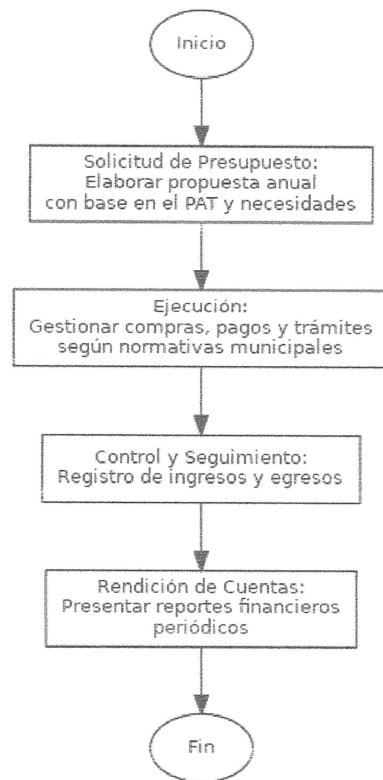 Inicio
Solicitud de Presupuesto:
Elaborar propuesta anual
con base en el PAT y necesidades
Ejecución:
Gestionar compras, pagos y trámites
según normativas municipales
Control y Seguimiento:
Registro de ingresos y egresos
Rendición de Cuentas:
Presentar reportes financieros
periódicos
Fin